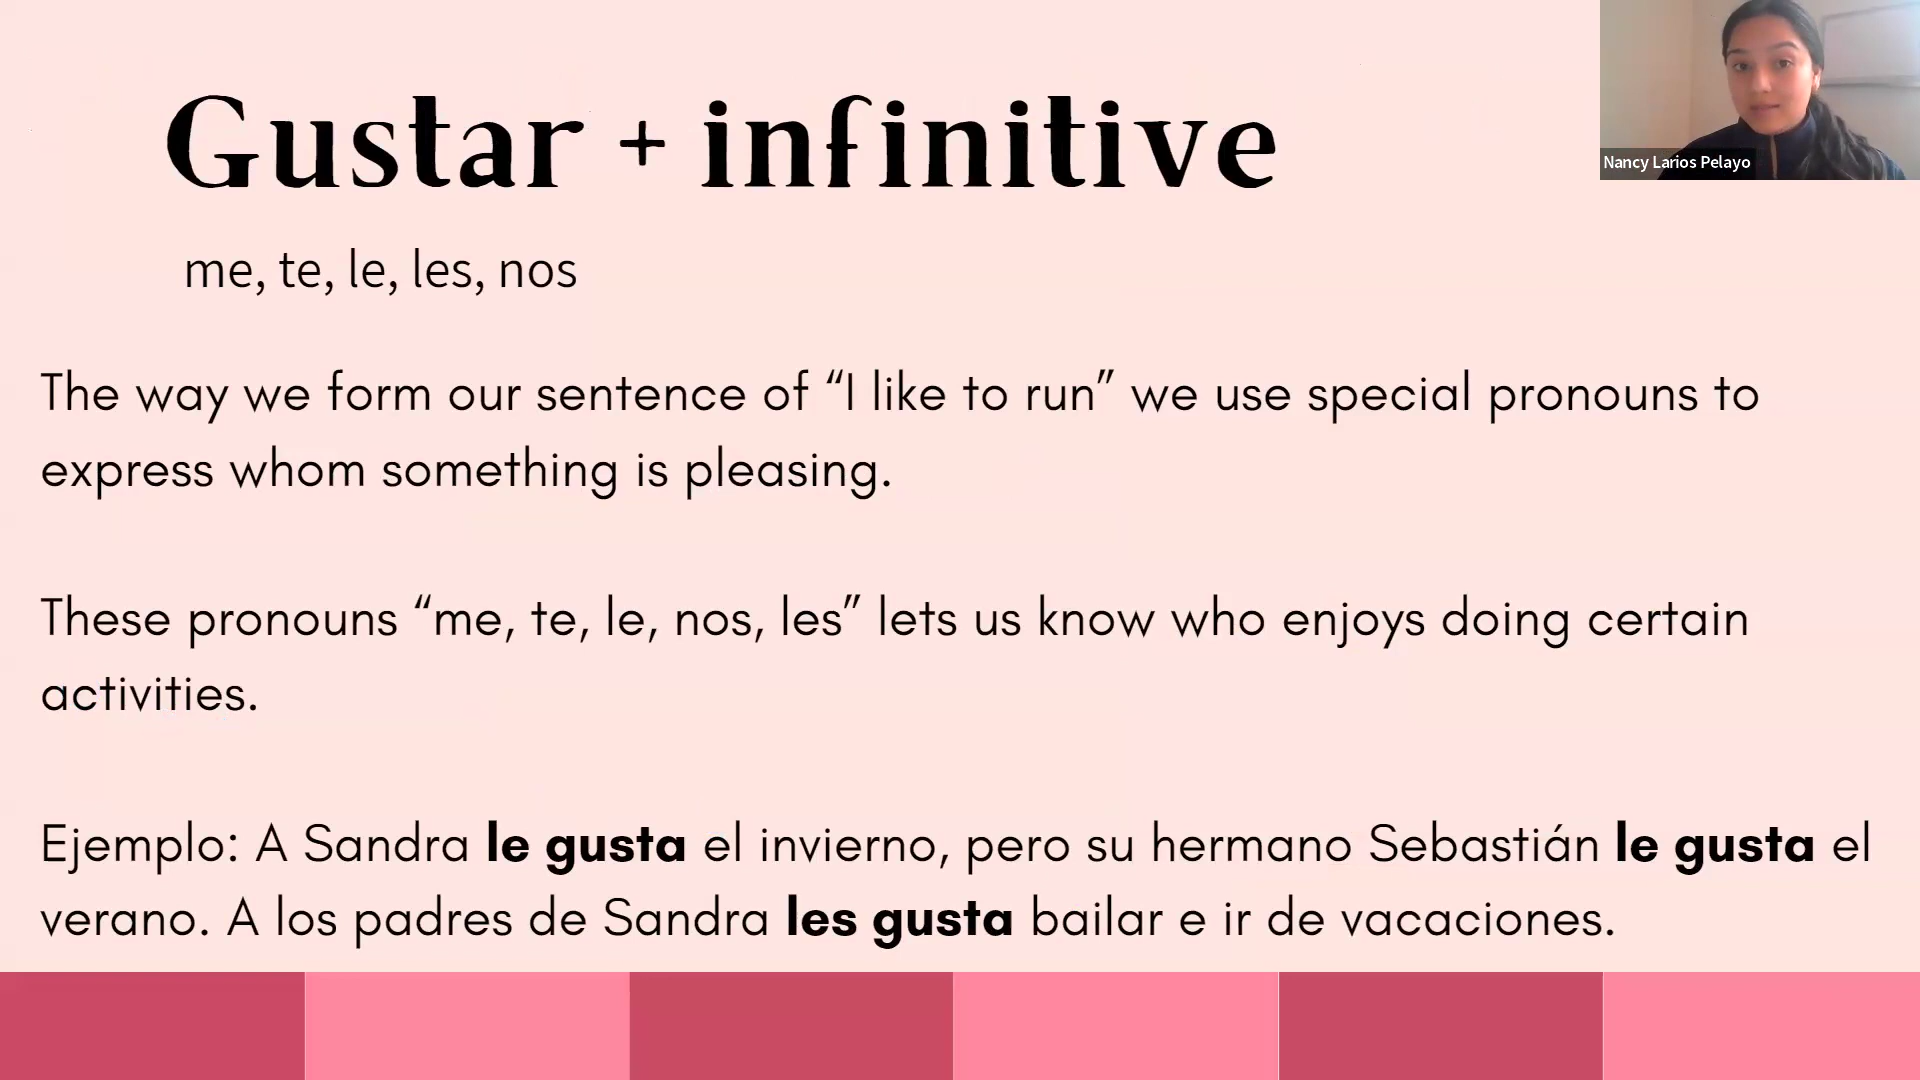 Gustar + infinitive
Nancy Larios Pelayo
me, te, le, les, nos
The way we form our sentence of “I like to run” we use special pronouns to
express whom something is pleasing.
These pronouns “me, te, le, nos, les” lets us know who enjoys doing certain
activities.
Ejemplo: A Sandra le gusta el invierno, pero su hermano Sebastián le gusta el
verano. A los padres de Sandra les gusta bailar e ir de vacaciones.